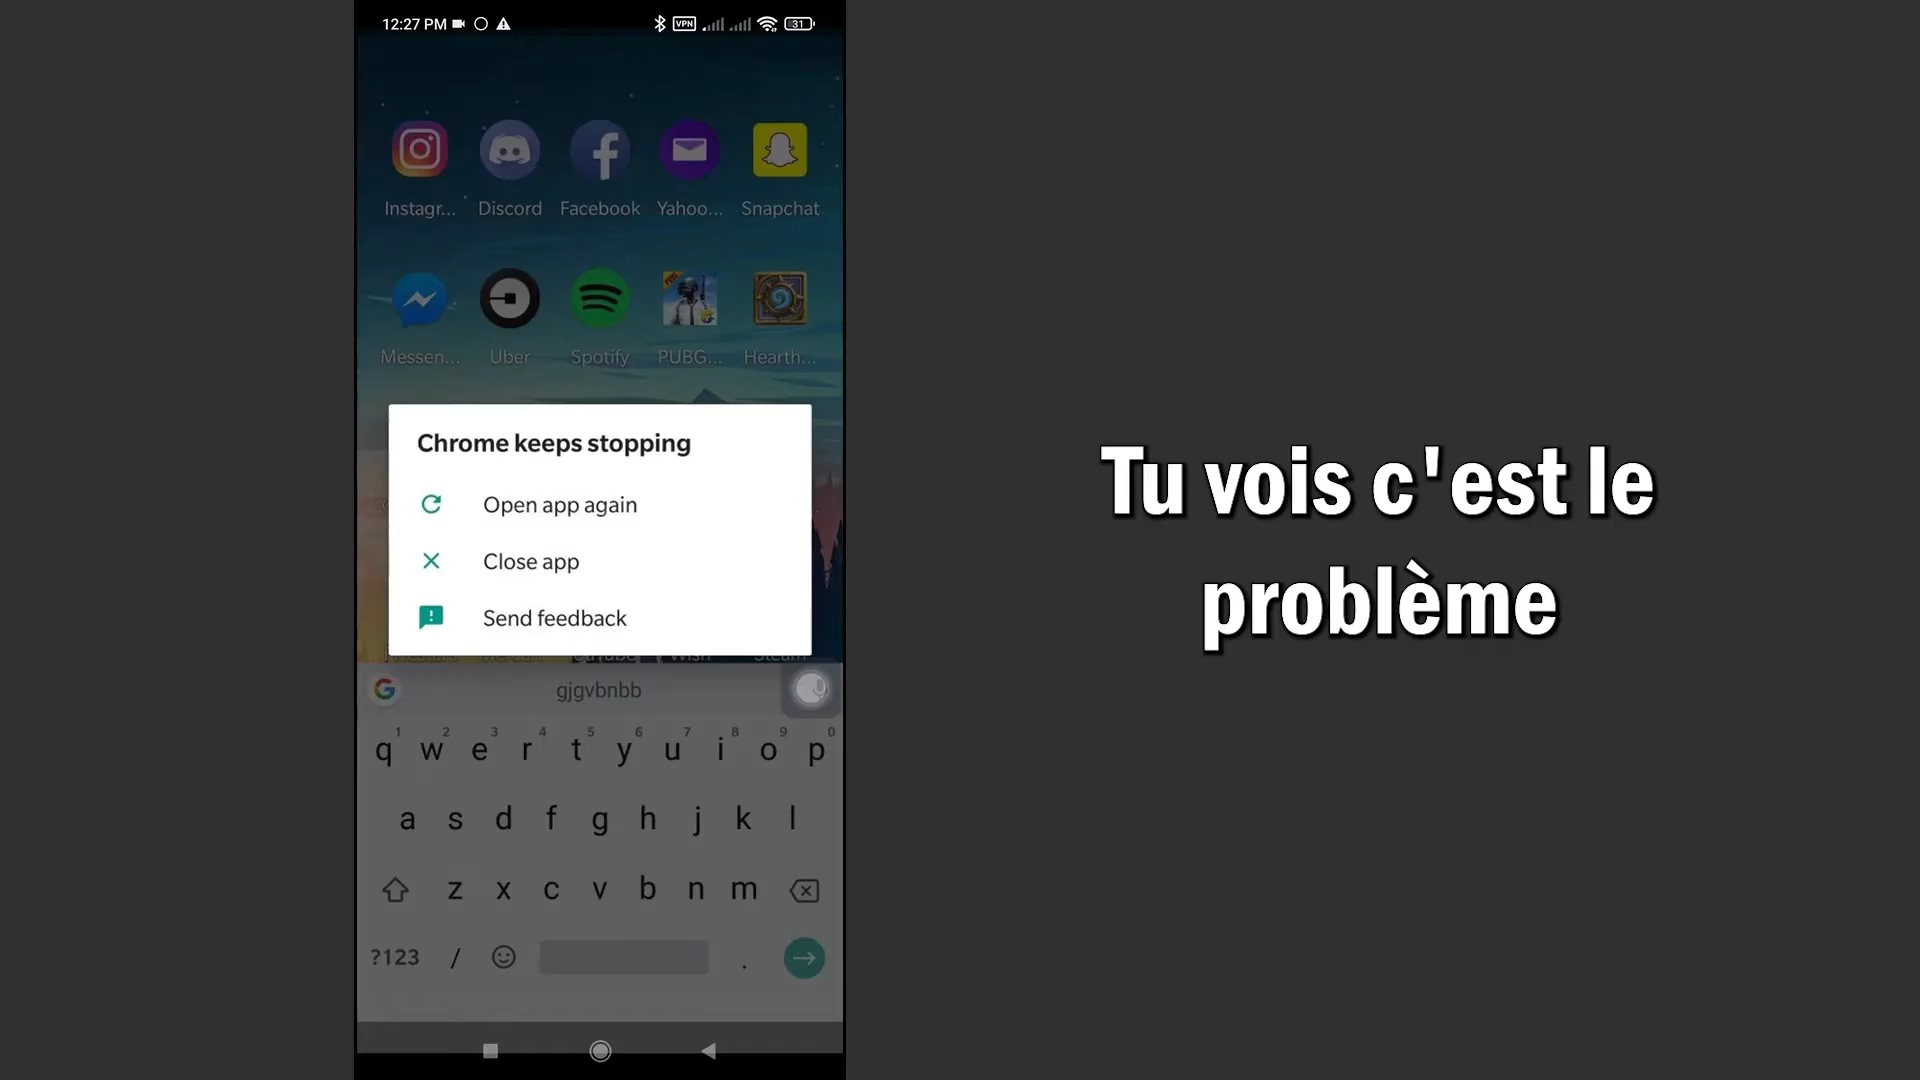 12:27 PM
VPN
31
Instagr...
Discord
Facebook
Yahoo...
Snapchat
Messen...
Uber
Spotify
PUBG...
Hearth...
Chrome keeps stopping
Open app again
Close app
Send feedback
Tu vois c'est le
problème
Wish
Steam
gjgvbnbb
1 2 3 4 5 6 7 8 9 0
q w e r t y u i o p
a s d f g h j k l
z x c v b n m
?123 / .